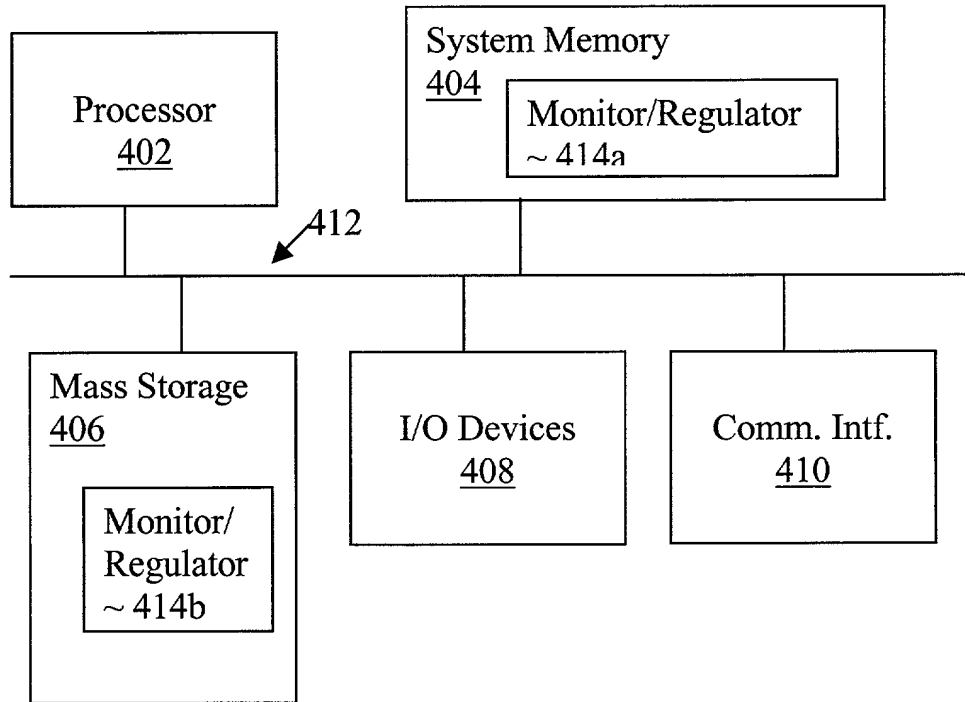 Processor
402
System Memory
404
Monitor/Regulator
~ 414a
412
Mass Storage
406
Monitor/
Regulator
~ 414b
I/O Devices
408
Comm. Intf.
410